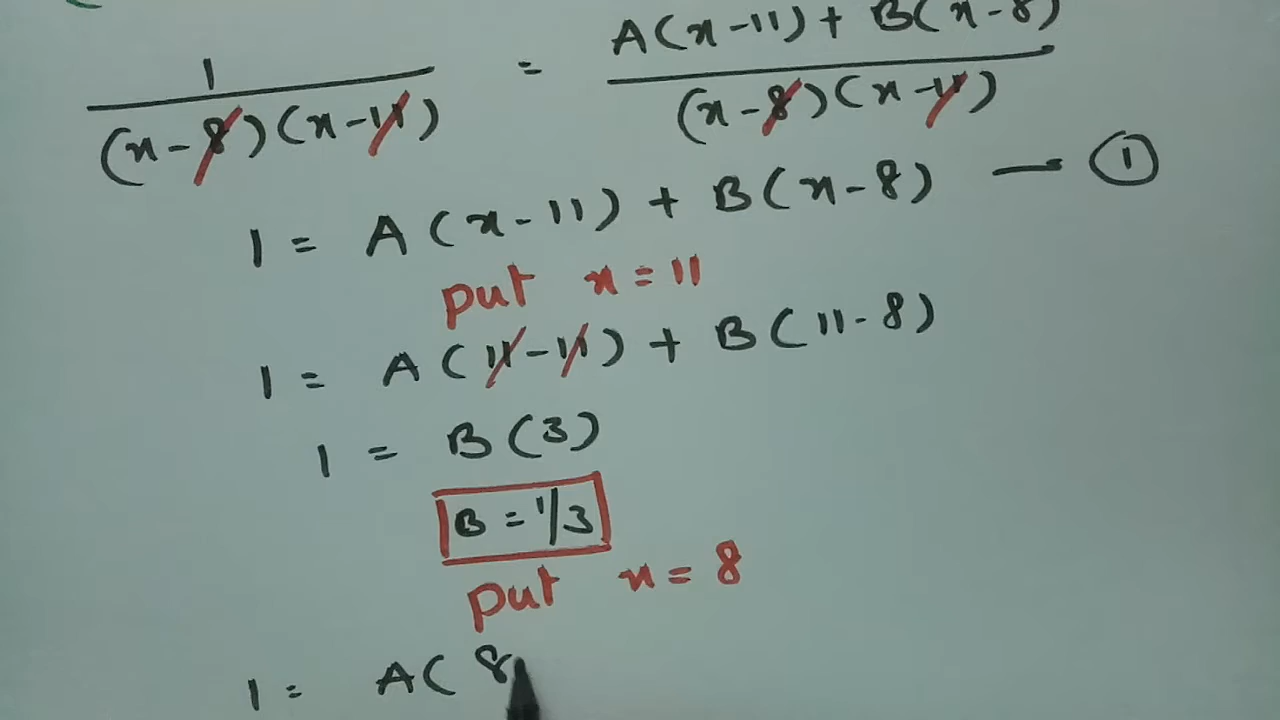 1 / (x-8)(x-11) = A(x-11) + B(x-8) / (x-8)(x-11)
1 = A(x-11) + B(x-8) — ①
put x = 11
1 = A(11-11) + B(11-8)
1 = B(3)
B = 1/3
put x = 8
1 = A(8